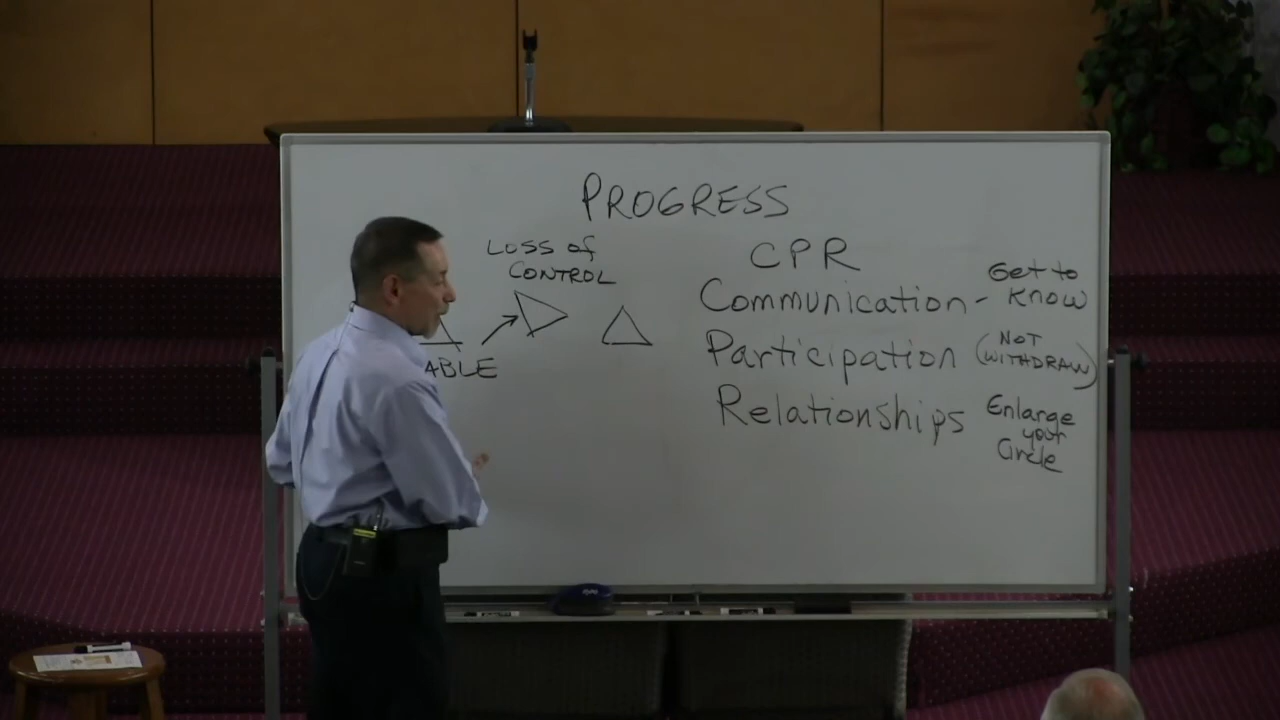 PROGRESS
LOSS of
CONTROL
ABLE
CPR
Communication - Get to
Know
Participation (NOT
WITHDRAW)
Relationships Enlarge
your
Circle